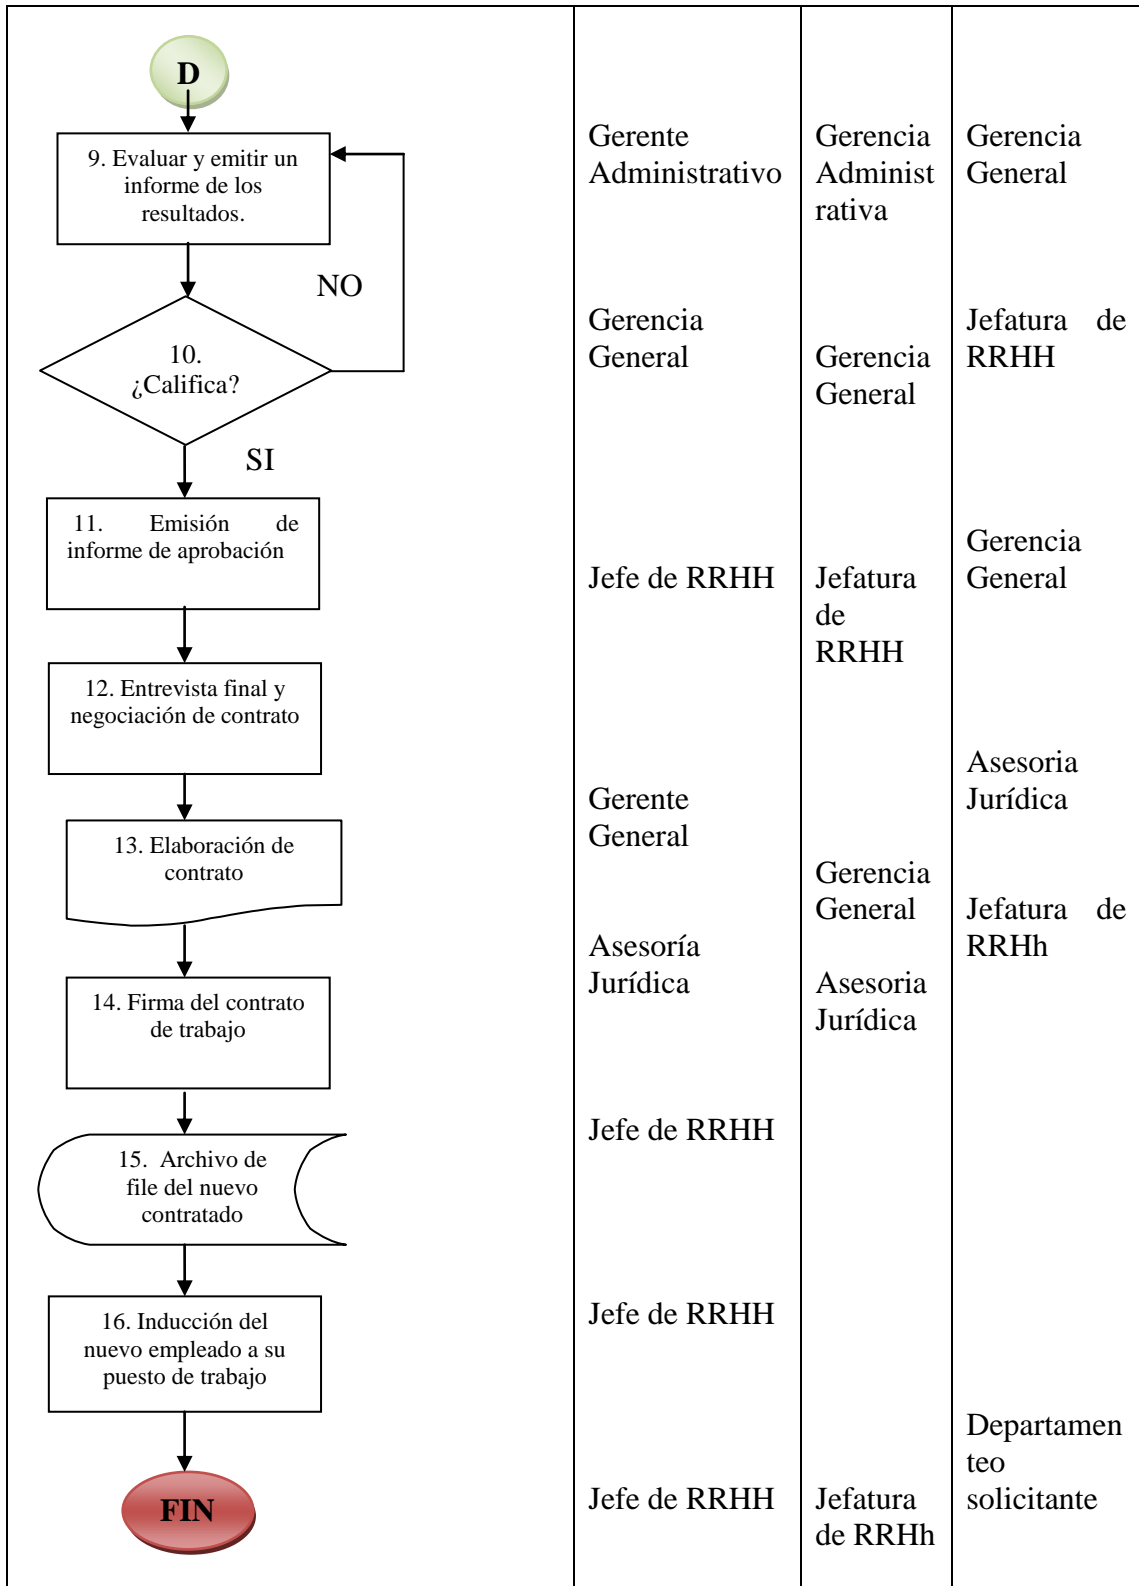 D
9. Evaluar y emitir un
informe de los
resultados.
NO
10.
¿Califica?
SI
11. Emisión de
informe de aprobación
12. Entrevista final y
negociación de contrato
13. Elaboración de
contrato
14. Firma del contrato
de trabajo
15. Archivo de
file del nuevo
contratado
16. Inducción del
nuevo empleado a su
puesto de trabajo
FIN
Gerente
Administrativo
Gerencia
General
Jefe de RRHH
Gerente
General
Asesoría
Jurídica
Jefe de RRHH
Jefe de RRHH
Jefe de RRHH
Gerencia
Administ
rativa
Gerencia
General
Jefatura
de
RRHH
Gerencia
General
Asesoria
Jurídica
Jefatura
de RRHh
Gerencia
General
Jefatura de
RRHH
Gerencia
General
Asesoria
Jurídica
Jefatura de
RRHh
Departamen
teo
solicitante